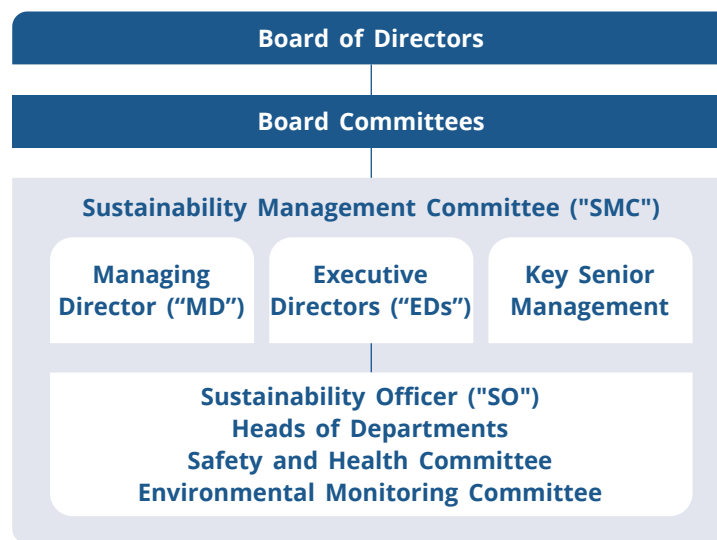 Board of Directors
Board Committees
Sustainability Management Committee ("SMC")
Managing
Director (“MD”)
Executive
Directors (“EDs”)
Key Senior
Management
Sustainability Officer ("SO")
Heads of Departments
Safety and Health Committee
Environmental Monitoring Committee